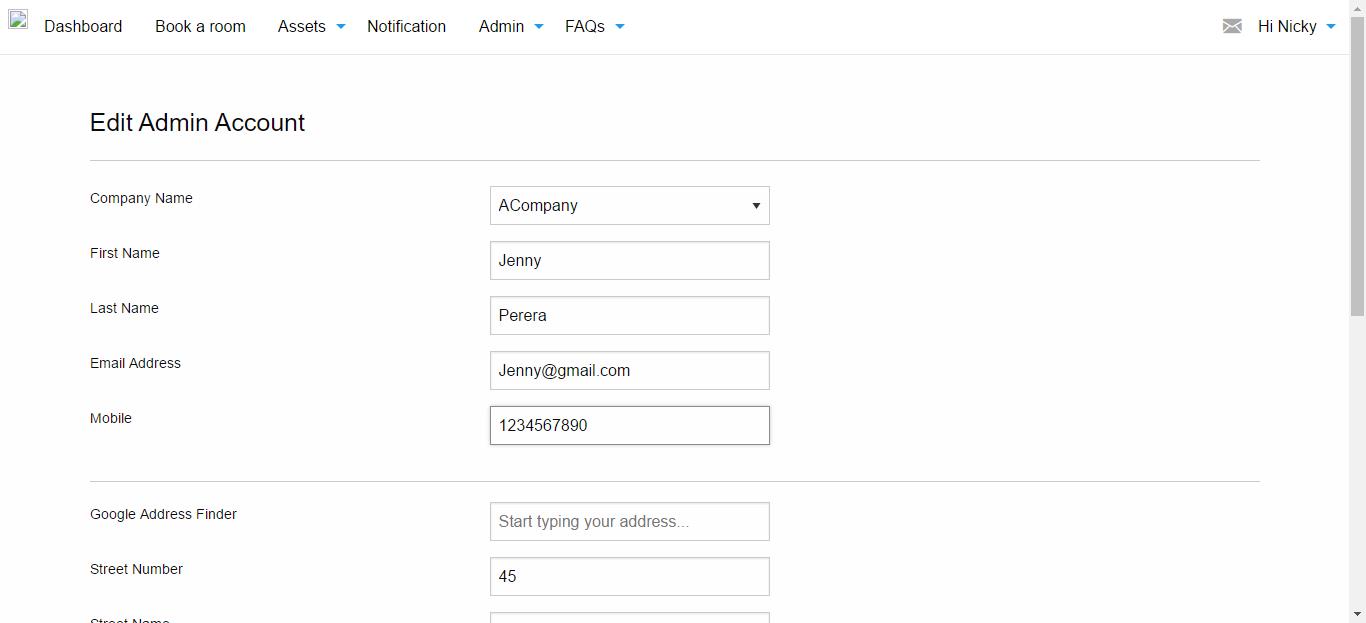 Dashboard Book a room Assets Notification Admin FAQs Hi Nicky
Edit Admin Account
Company Name ACompany
First Name Jenny
Last Name Perera
Email Address Jenny@gmail.com
Mobile 1234567890
Google Address Finder Start typing your address...
Street Number 45
Street Name